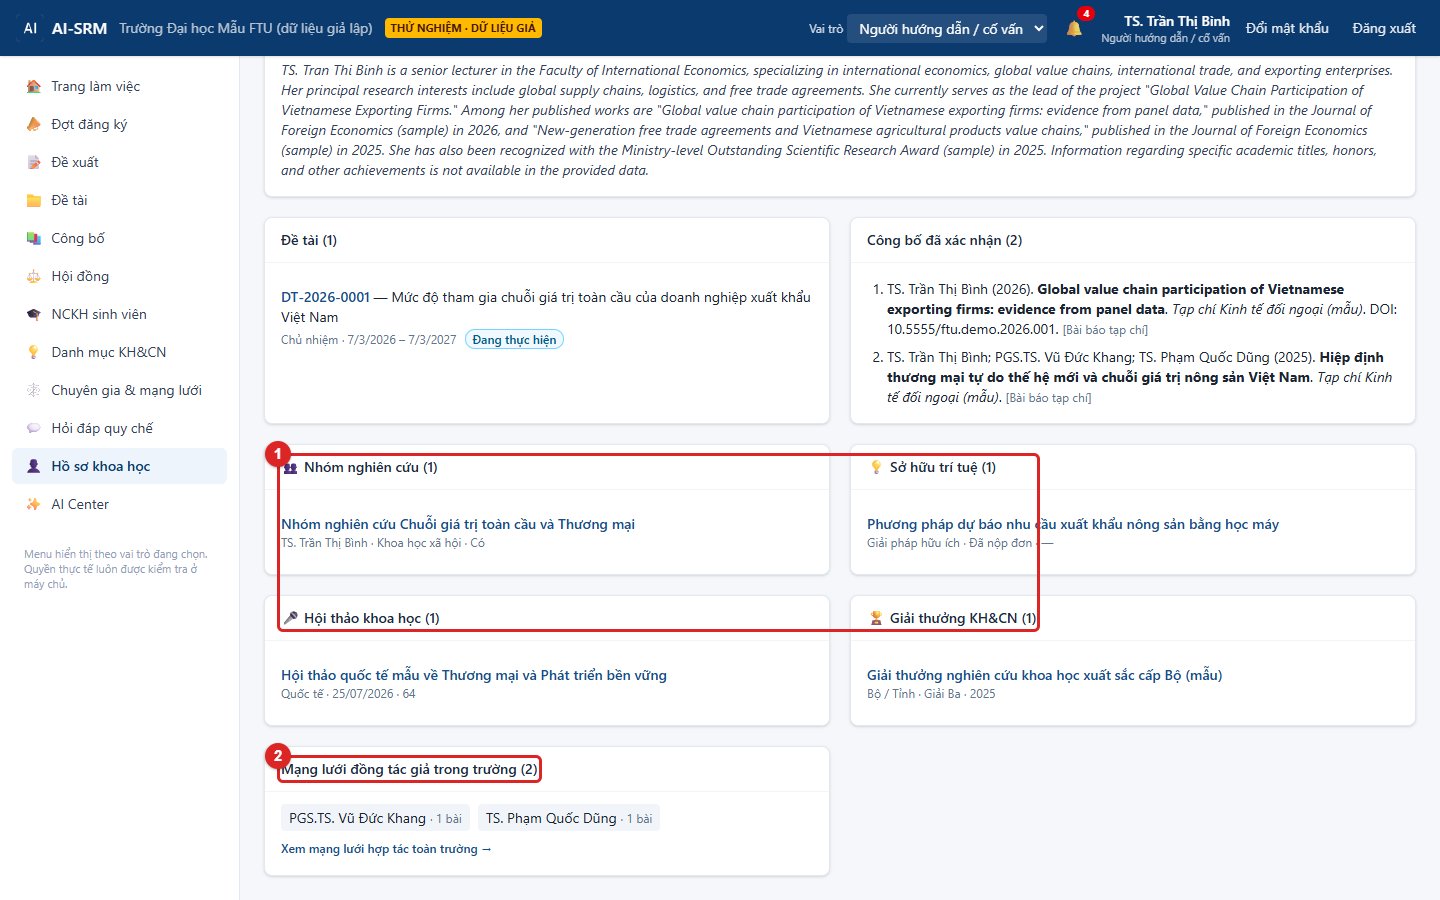 AI AI-SRM Trường Đại học Mẫu FTU (dữ liệu giả lập) THỬ NGHIỆM · DỮ LIỆU GIẢ
Vai trò Người hướng dẫn / cố vấn 4 TS. Trần Thị Bình
Người hướng dẫn / cố vấn
Đổi mật khẩu Đăng xuất
Trang làm việc
Đợt đăng ký
Đề xuất
Đề tài
Công bố
Hội đồng
NCKH sinh viên
Danh mục KH&CN
Chuyên gia & mạng lưới
Hỏi đáp quy chế
Hồ sơ khoa học
AI Center
Menu hiển thị theo vai trò đang chọn.
Quyền thực tế luôn được kiểm tra ở
máy chủ.
TS. Tran Thi Binh is a senior lecturer in the Faculty of International Economics, specializing in international economics, global value chains, international trade, and exporting enterprises.
Her principal research interests include global supply chains, logistics, and free trade agreements. She currently serves as the lead of the project "Global Value Chain Participation of
Vietnamese Exporting Firms." Among her published works are "Global value chain participation of Vietnamese exporting firms: evidence from panel data," published in the Journal of
Foreign Economics (sample) in 2026, and "New-generation free trade agreements and Vietnamese agricultural products value chains," published in the Journal of Foreign Economics
(sample) in 2025. She has also been recognized with the Ministry-level Outstanding Scientific Research Award (sample) in 2025. Information regarding specific academic titles, honors,
and other achievements is not available in the provided data.
Đề tài (1)
DT-2026-0001 — Mức độ tham gia chuỗi giá trị toàn cầu của doanh nghiệp xuất khẩu
Việt Nam
Chủ nhiệm · 7/3/2026 – 7/3/2027 Đang thực hiện
Công bố đã xác nhận (2)
1. TS. Trần Thị Bình (2026). Global value chain participation of Vietnamese
exporting firms: evidence from panel data. Tạp chí Kinh tế đối ngoại (mẫu). DOI:
10.5555/ftu.demo.2026.001. [Bài báo tạp chí]
2. TS. Trần Thị Bình; PGS.TS. Vũ Đức Khang; TS. Phạm Quốc Dũng (2025). Hiệp định
thương mại tự do thế hệ mới và chuỗi giá trị nông sản Việt Nam. Tạp chí Kinh
tế đối ngoại (mẫu). [Bài báo tạp chí]
1
Nhóm nghiên cứu (1)
Nhóm nghiên cứu Chuỗi giá trị toàn cầu và Thương mại
TS. Trần Thị Bình · Khoa học xã hội · Có
Sở hữu trí tuệ (1)
Phương pháp dự báo nhu cầu xuất khẩu nông sản bằng học máy
Giải pháp hữu ích · Đã nộp đơn · —
Hội thảo khoa học (1)
Hội thảo quốc tế mẫu về Thương mại và Phát triển bền vững
Quốc tế · 25/07/2026 · 64
Giải thưởng KH&CN (1)
Giải thưởng nghiên cứu khoa học xuất sắc cấp Bộ (mẫu)
Bộ / Tỉnh · Giải Ba · 2025
2
Mạng lưới đồng tác giả trong trường (2)
PGS.TS. Vũ Đức Khang · 1 bài TS. Phạm Quốc Dũng · 1 bài
Xem mạng lưới hợp tác toàn trường →